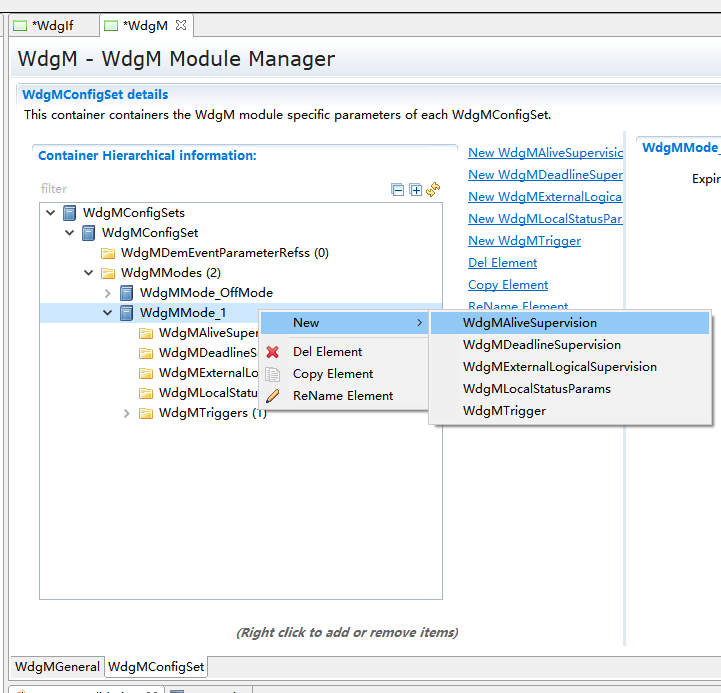 *WdgIf
*WdgM
WdgM - WdgM Module Manager
WdgMConfigSet details
This container containers the WdgM module specific parameters of each WdgMConfigSet.
Container Hierarchical information:
filter
WdgMConfigSets
WdgMConfigSet
WdgMDemEventParameterRefss (0)
WdgMModes (2)
WdgMMode_OffMode
WdgMMode_1
WdgMAliveSuper
WdgMDeadlineS
WdgMExternalLo
WdgMLocalStatu
WdgMTriggers (1)
New
Del Element
Copy Element
ReName Element
WdgMAliveSupervision
WdgMDeadlineSupervision
WdgMExternalLogicalSupervision
WdgMLocalStatusParams
WdgMTrigger
New WdgMAliveSupervisic
New WdgMDeadlineSuper
New WdgMExternalLogica
New WdgMLocalStatusPar
New WdgMTrigger
Del Element
Copy Element
ReName Element
WdgMMode_
Expir
(Right click to add or remove items)
WdgMGeneral
WdgMConfigSet